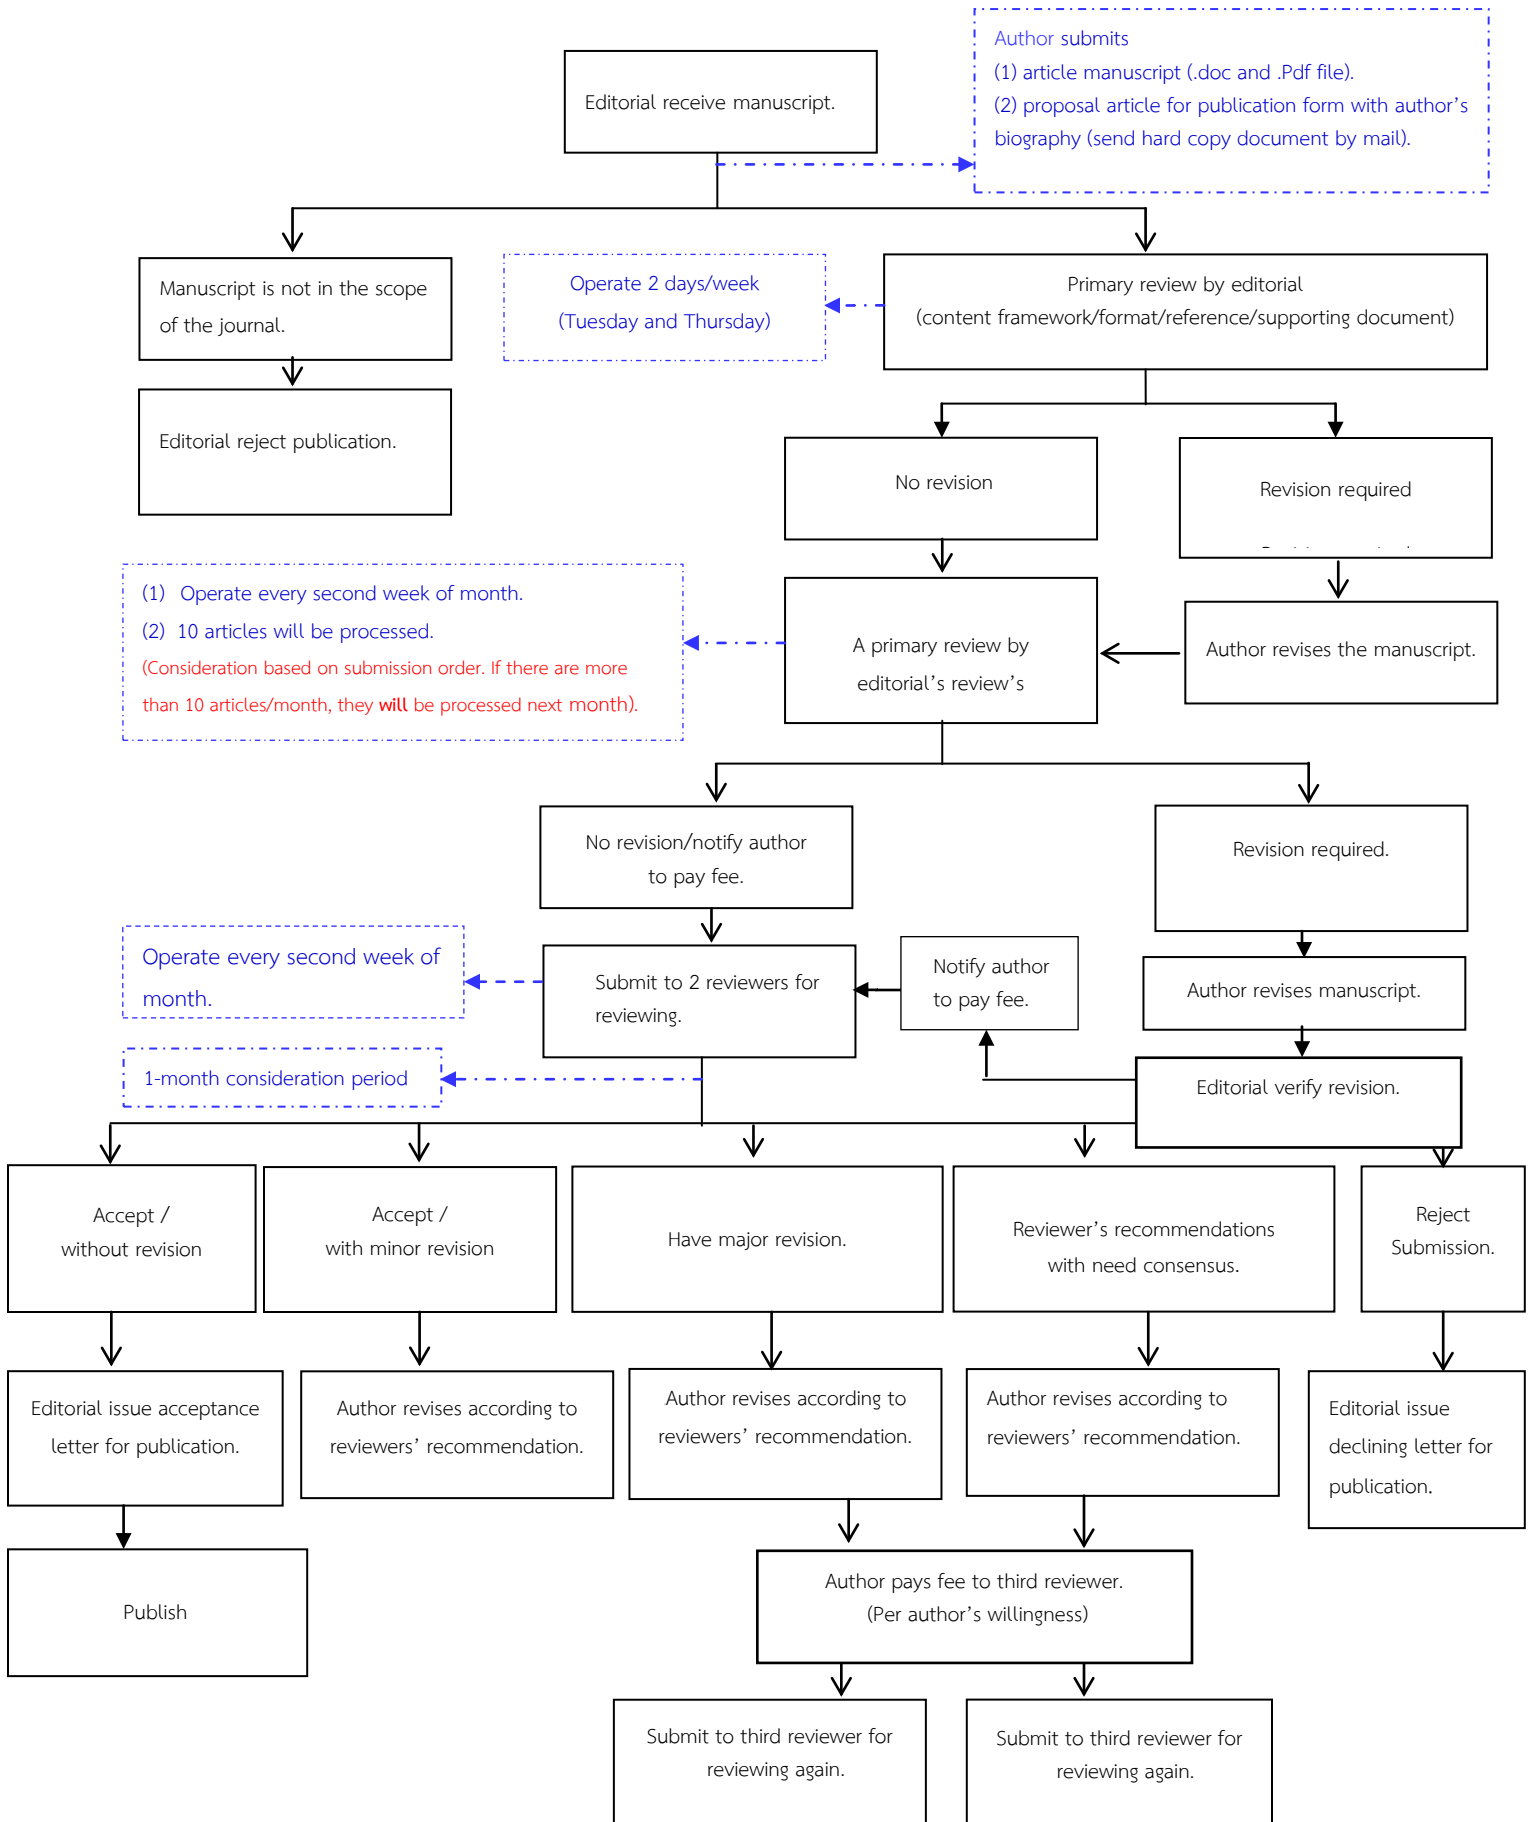 Author submits
(1) article manuscript (.doc and .Pdf file).
(2) proposal article for publication form with author's
biography (send hard copy document by mail).
Editorial receive manuscript.
Manuscript is not in the scope
of the journal.
Operate 2 days/week
(Tuesday and Thursday)
Primary review by editorial
(content framework/format/reference/supporting document)
Editorial reject publication.
No revision
Revision required
(1) Operate every second week of month.
(2) 10 articles will be processed.
(Consideration based on submission order. If there are more
than 10 articles/month, they will be processed next month).
A primary review by
editorial's review's
Author revises the manuscript.
No revision/notify author
to pay fee.
Revision required.
Operate every second week of
month.
Submit to 2 reviewers for
reviewing.
Notify author
to pay fee.
Author revises manuscript.
1-month consideration period
Editorial verify revision.
Accept /
without revision
Accept /
with minor revision
Have major revision.
Reviewer's recommendations
with need consensus.
Reject
Submission.
Editorial issue acceptance
letter for publication.
Author revises according to
reviewers' recommendation.
Author revises according to
reviewers' recommendation.
Author revises according to
reviewers' recommendation.
Editorial issue
declining letter for
publication.
Publish
Author pays fee to third reviewer.
(Per author's willingness)
Submit to third reviewer for
reviewing again.
Submit to third reviewer for
reviewing again.